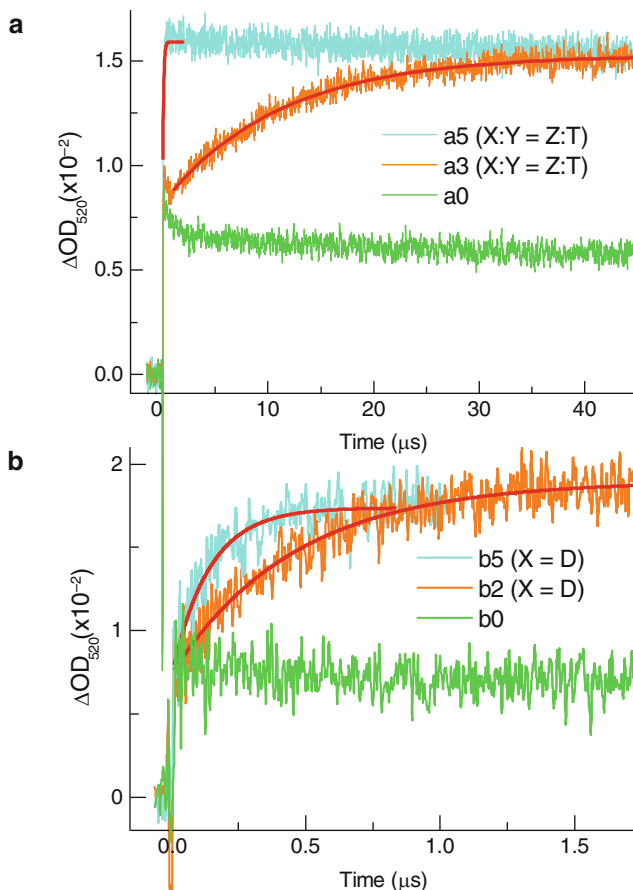 a
1.5
1.0
0.5
0.0
ΔOD₅₂₀(x10⁻²)
a5 (X:Y = Z:T)
a3 (X:Y = Z:T)
a0
0 10 20 30 40
Time (μs)
b
2
1
0
ΔOD₅₂₀(x10⁻²)
b5 (X = D)
b2 (X = D)
b0
0.0 0.5 1.0 1.5
Time (μs)